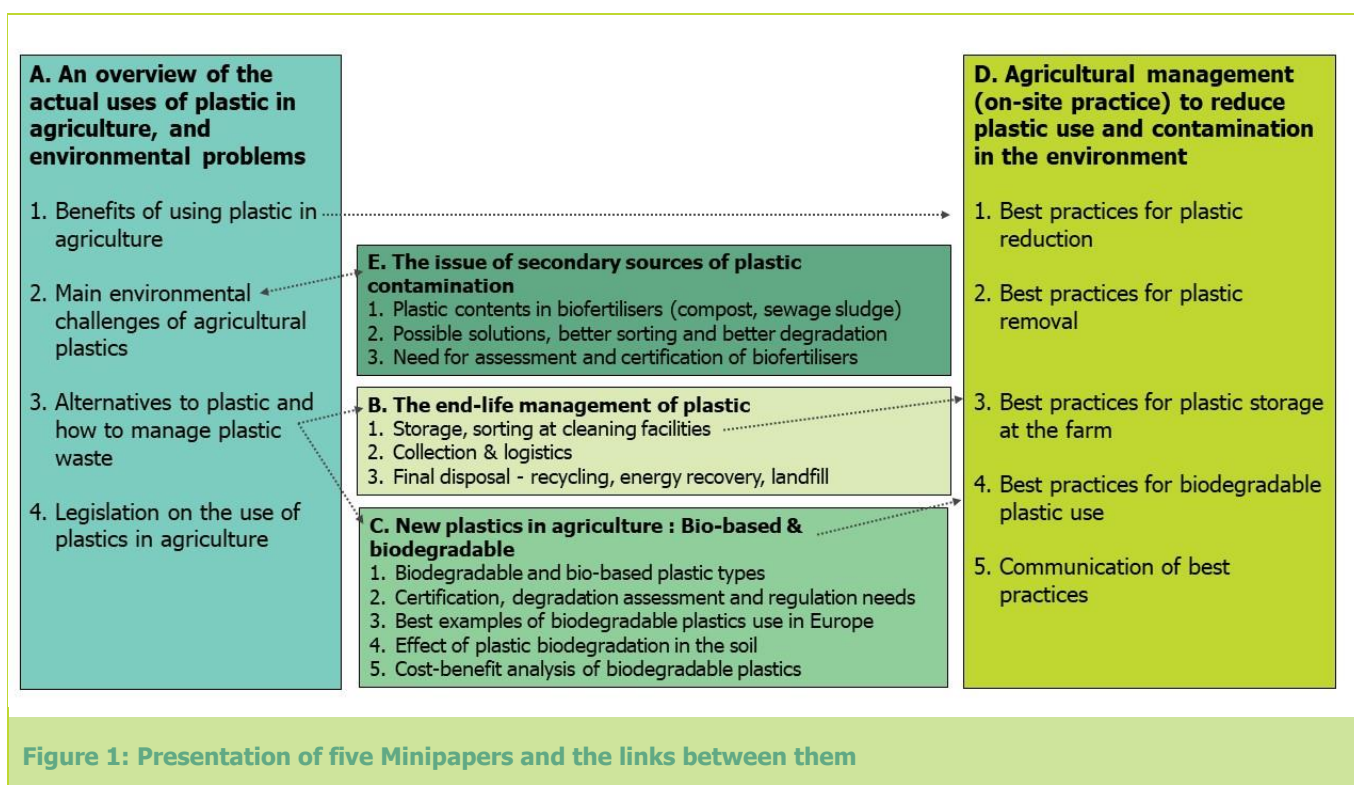 A. An overview of the
actual uses of plastic in
agriculture, and
environmental problems
1. Benefits of using plastic in
agriculture
2. Main environmental
challenges of agricultural
plastics
3. Alternatives to plastic and
how to manage plastic
waste
4. Legislation on the use of
plastics in agriculture
E. The issue of secondary sources of plastic
contamination
1. Plastic contents in biofertilisers (compost, sewage sludge)
2. Possible solutions, better sorting and better degradation
3. Need for assessment and certification of biofertilisers
B. The end-life management of plastic
1. Storage, sorting at cleaning facilities
2. Collection & logistics
3. Final disposal - recycling, energy recovery, landfill
C. New plastics in agriculture : Bio-based &
biodegradable
1. Biodegradable and bio-based plastic types
2. Certification, degradation assessment and regulation needs
3. Best examples of biodegradable plastics use in Europe
4. Effect of plastic biodegradation in the soil
5. Cost-benefit analysis of biodegradable plastics
D. Agricultural management
(on-site practice) to reduce
plastic use and contamination
in the environment
1. Best practices for plastic
reduction
2. Best practices for plastic
removal
3. Best practices for plastic storage
at the farm
4. Best practices for biodegradable
plastic use
5. Communication of best
practices
Figure 1: Presentation of five Minipapers and the links between them